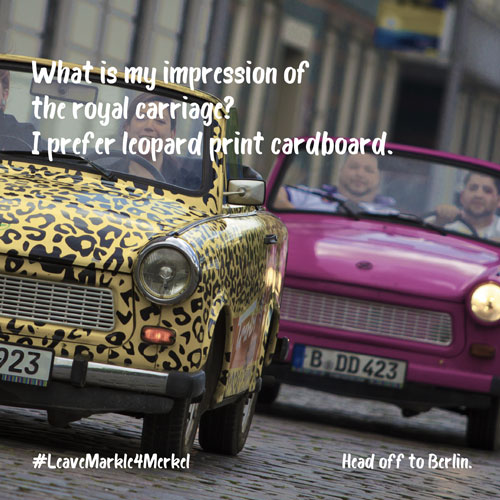 What is my impression of
the royal carriage?
I prefer leopard print cardboard.
923
B DD 423
#LeaveMarkle4Merkel
Head off to Berlin.